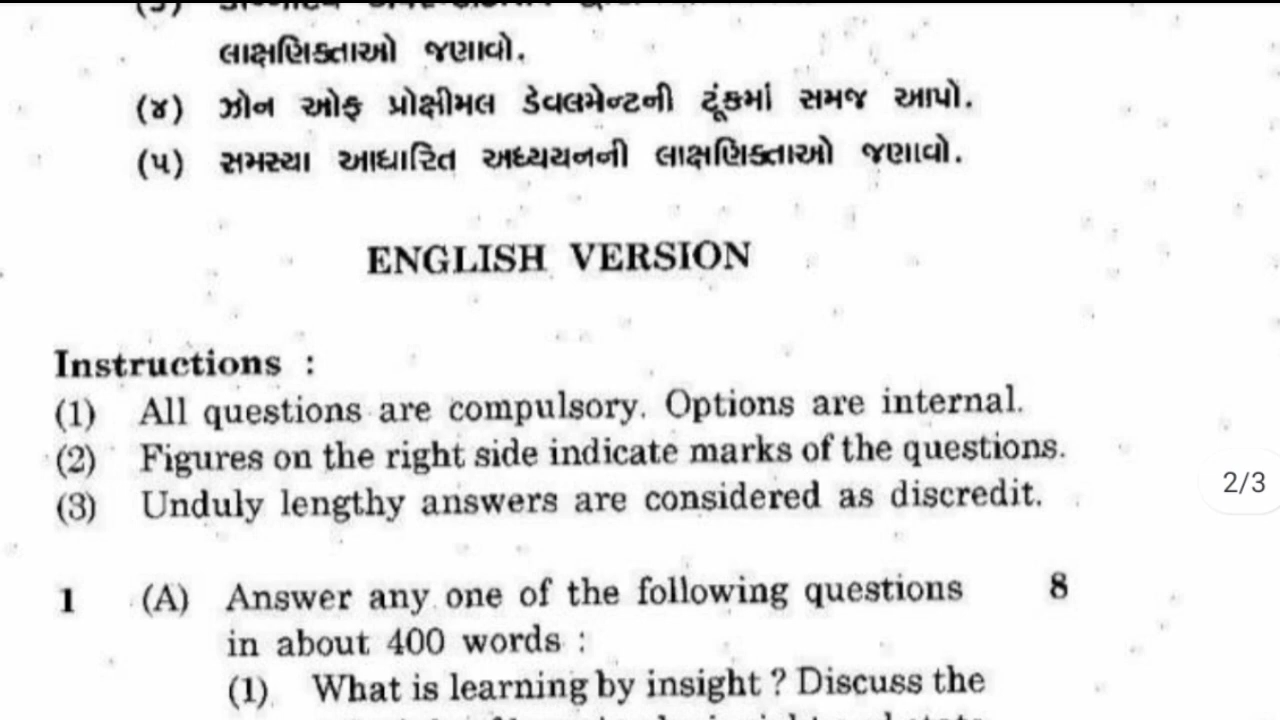 લાક્ષણિક્તાઓ જણાવો.
(૪) ઝોન ઓફ પ્રોક્ષીમલ ડેવલમેન્ટની ટૂંકમાં સમજ આપો.
(૫) સમસ્યા આધારિત અધ્યયનની લાક્ષણિક્તાઓ જણાવો.
ENGLISH VERSION
Instructions :
(1) All questions are compulsory. Options are internal.
(2) Figures on the right side indicate marks of the questions.
2/3
(3) Unduly lengthy answers are considered as discredit.
1 (A) Answer any one of the following questions 8
in about 400 words :
(1) What is learning by insight ? Discuss the